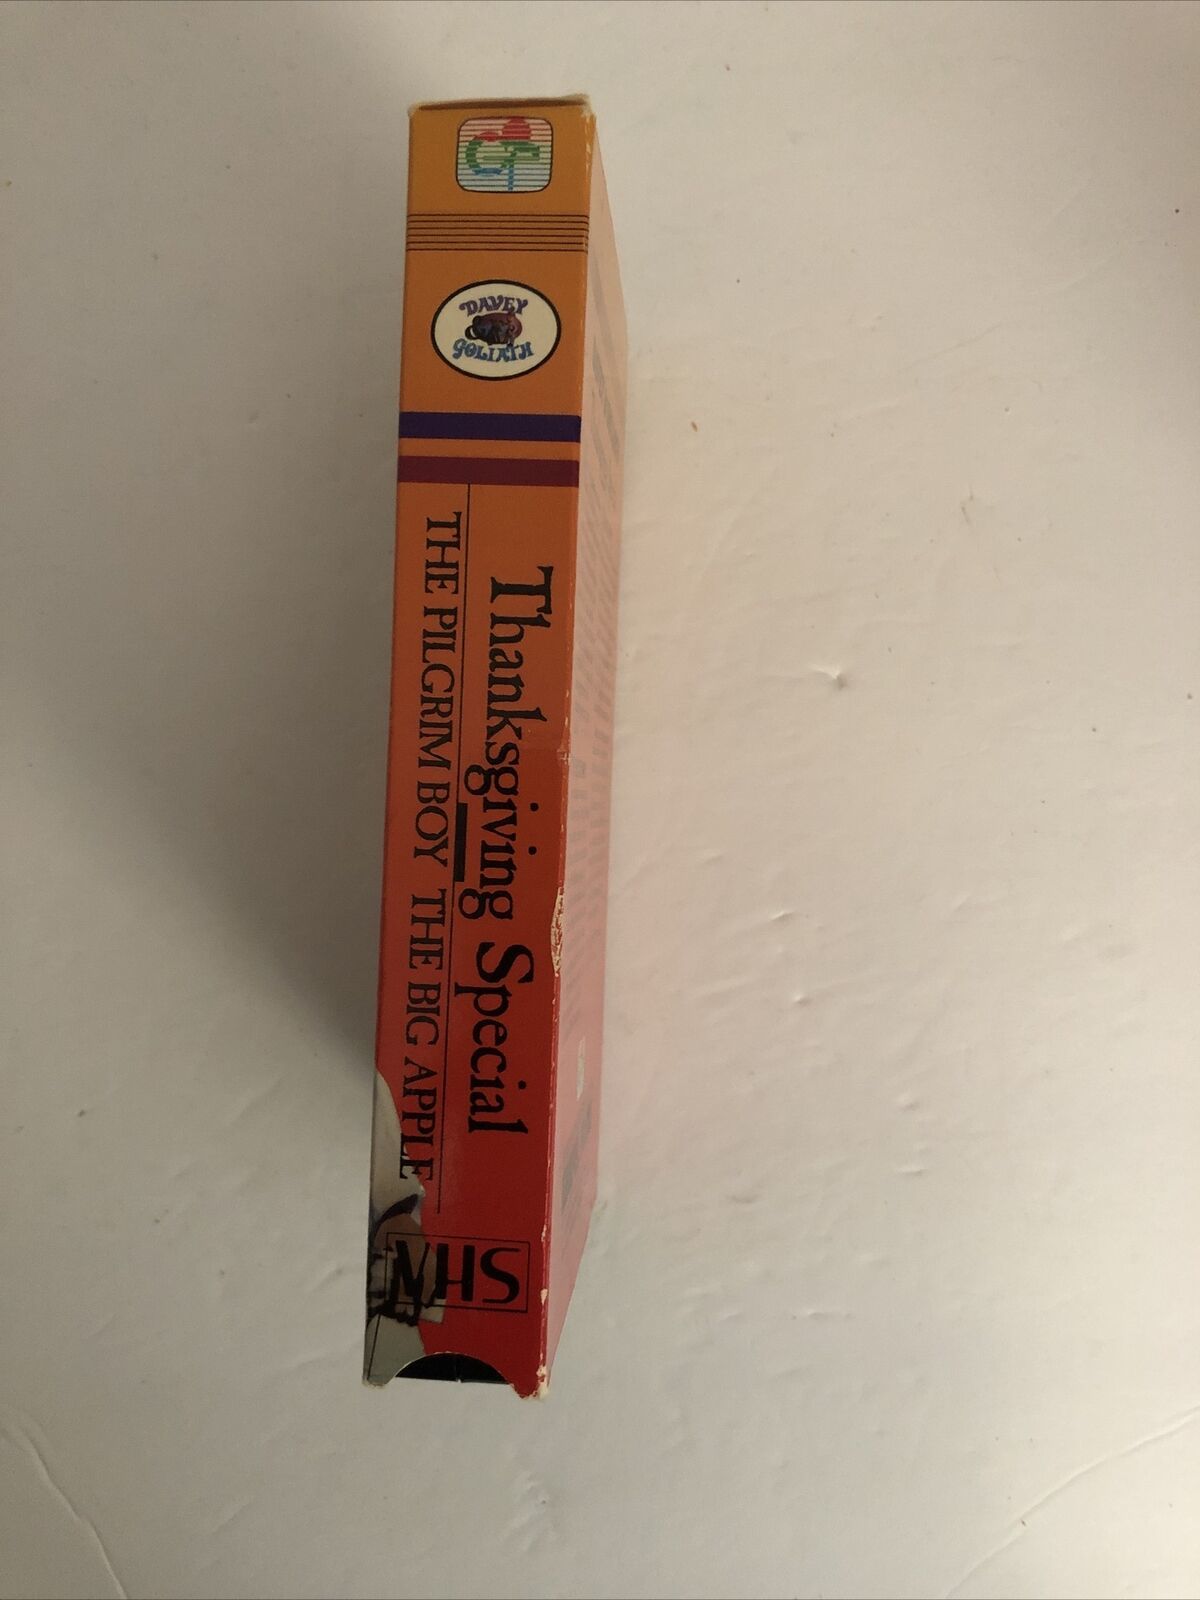 DAVEY
GOLIATH
Thanksgiving Special
THE PILGRIM BOY THE BIG APPLE
VHS